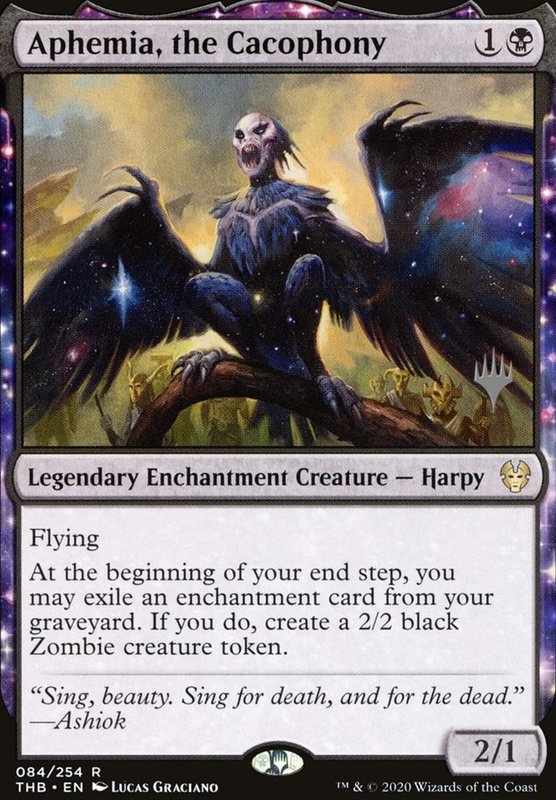 Aphemia, the Cacophony 1
Legendary Enchantment Creature — Harpy
Flying
At the beginning of your end step, you
may exile an enchantment card from your
graveyard. If you do, create a 2/2 black
Zombie creature token.
“Sing, beauty. Sing for death, and for the dead.”
—Ashiok
2/1
084/254 R
THB • EN Lucas Graciano
™ & © 2020 Wizards of the Coast